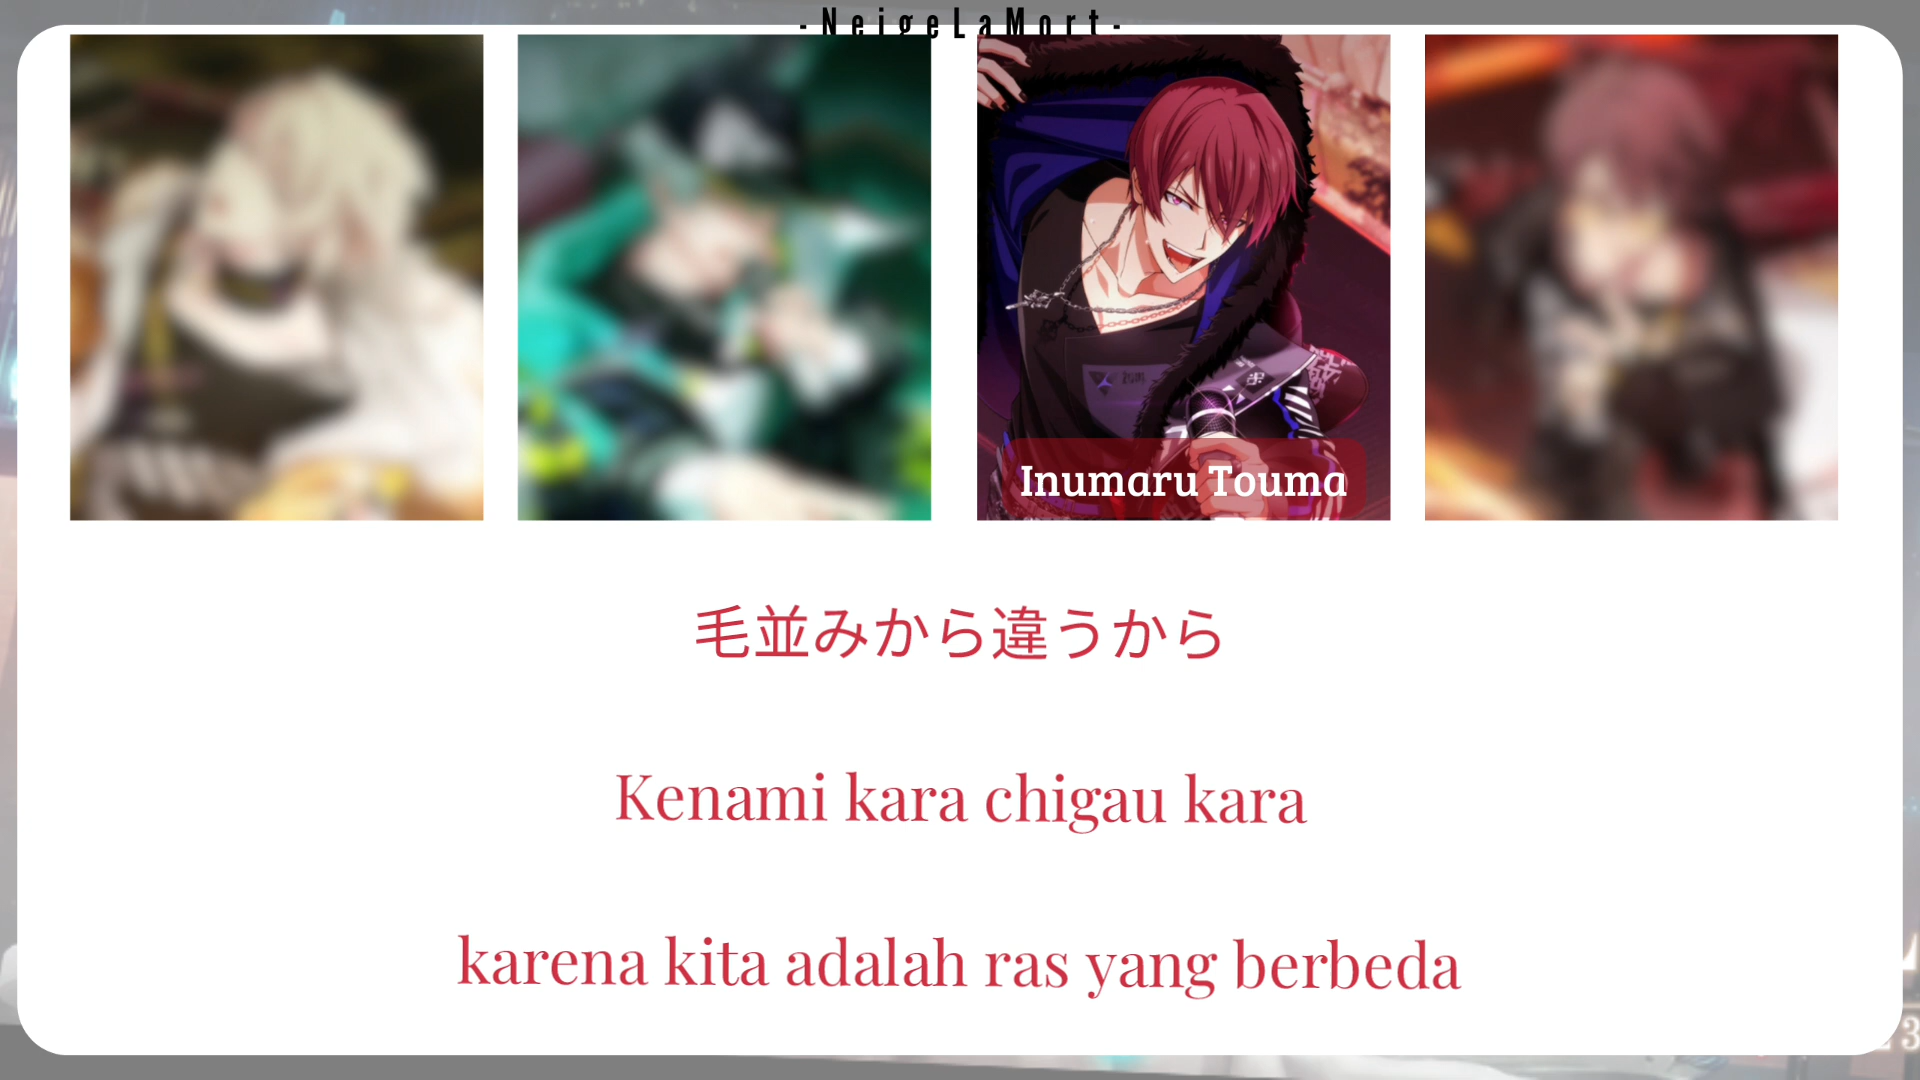 -NeigeLaMort-
Inumaru Touma
毛並みから違うから
Kenami kara chigau kara
karena kita adalah ras yang berbeda